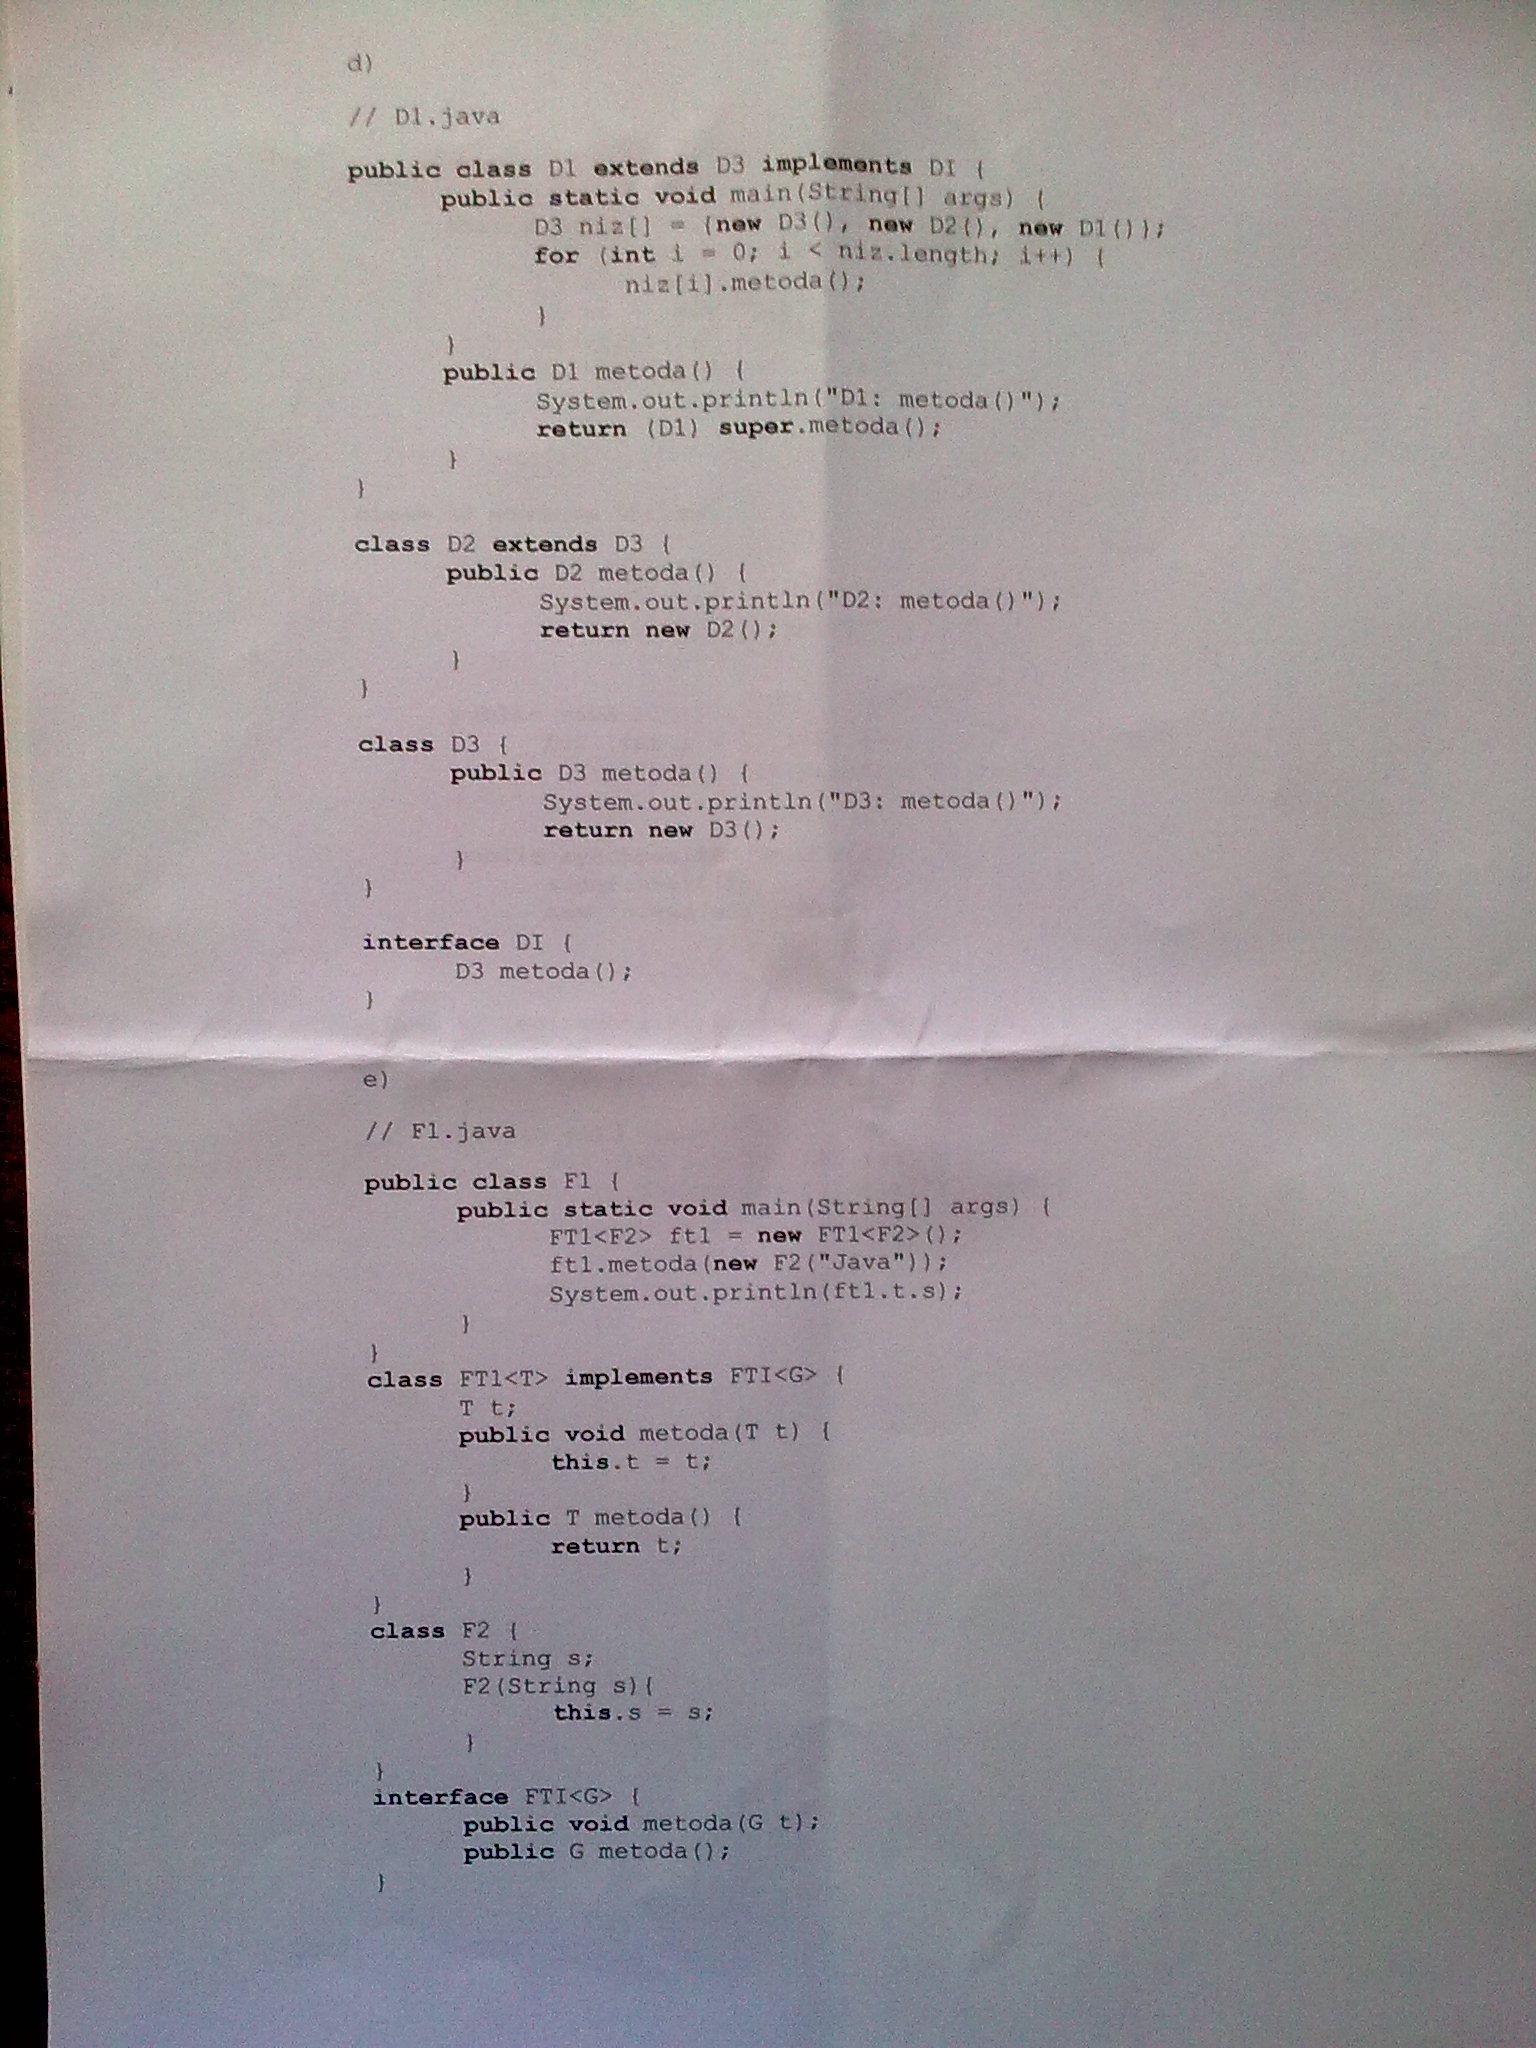 d)
// D1.java
public class D1 extends D3 implements DI {
public static void main(String[] args) {
D3 niz[] = {new D3(), new D2(), new D1()};
for (int i = 0; i < niz.length; i++) {
niz[i].metoda();
}
}
public D1 metoda() {
System.out.println("D1: metoda()");
return (D1) super.metoda();
}
}
class D2 extends D3 {
public D2 metoda() {
System.out.println("D2: metoda()");
return new D2();
}
}
class D3 {
public D3 metoda() {
System.out.println("D3: metoda()");
return new D3();
}
}
interface DI {
D3 metoda();
}
e)
// F1.java
public class F1 {
public static void main(String[] args) {
FT1<F2> ft1 = new FT1<F2>();
ft1.metoda(new F2("Java"));
System.out.println(ft1.t.s);
}
}
class FT1<T> implements FTI<G> {
T t;
public void metoda(T t) {
this.t = t;
}
public T metoda() {
return t;
}
}
class F2 {
String s;
F2(String s){
this.s = s;
}
}
interface FTI<G> {
public void metoda(G t);
public G metoda();
}